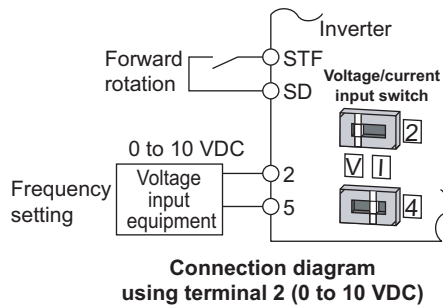 Inverter
Forward
rotation
STF
SD
Voltage/current
input switch
2
V I
4
0 to 10 VDC
Frequency
setting
Voltage
input
equipment
2
5
Connection diagram
using terminal 2 (0 to 10 VDC)